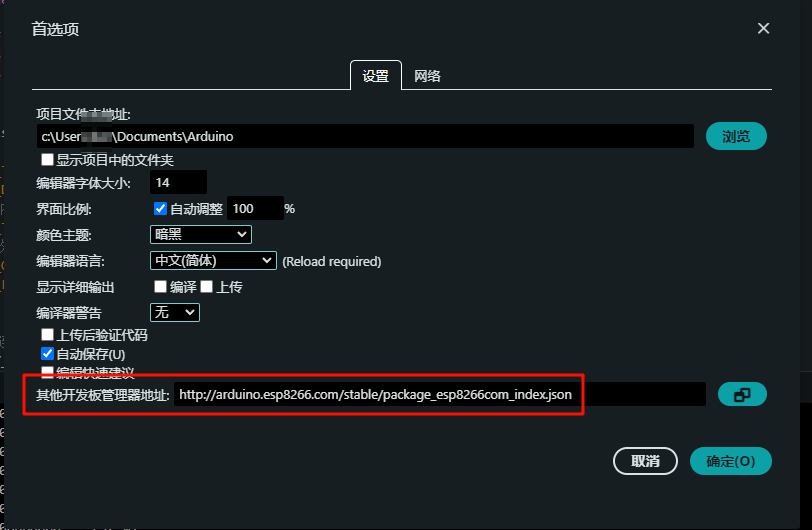 首选项
设置 网络
项目文件夹地址:
c:\User \Documents\Arduino 浏览
显示项目中的文件夹
编辑器字体大小: 14
界面比例: 自动调整 100 %
颜色主题: 暗黑
编辑器语言: 中文(简体) (Reload required)
显示详细输出 编译 上传
编译器警告 无
上传后验证代码
自动保存(U)
编辑快速建议
其他开发板管理器地址: http://arduino.esp8266.com/stable/package_esp8266com_index.json
取消 确定(O)